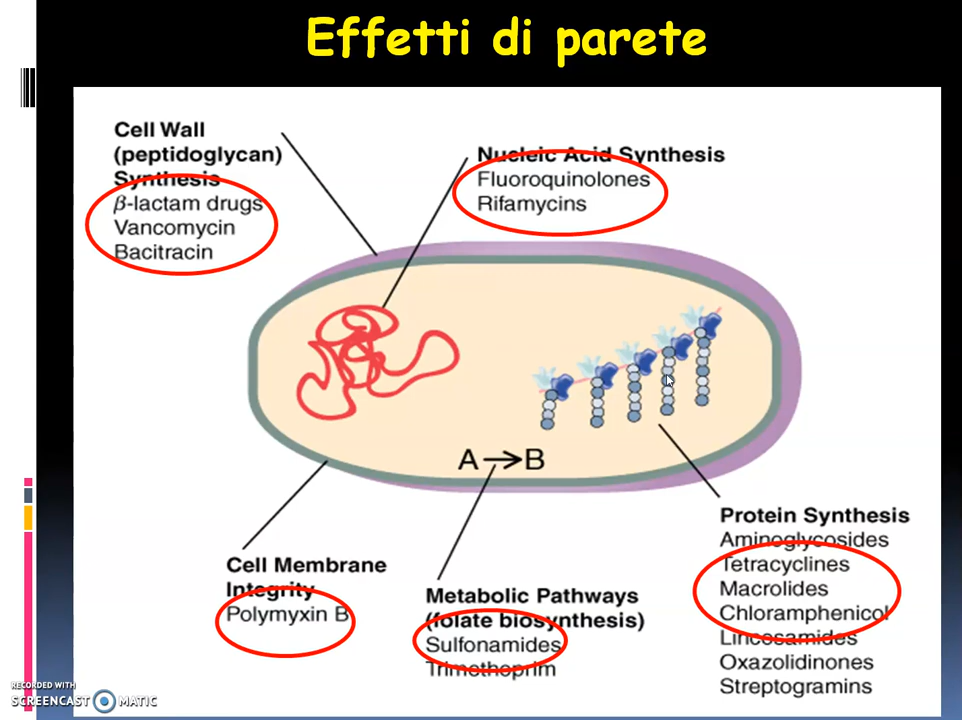 Effetti di parete
Cell Wall
(peptidoglycan)
Synthesis
β-lactam drugs
Vancomycin
Bacitracin
Nucleic Acid Synthesis
Fluoroquinolones
Rifamycins
A → B
Cell Membrane
Integrity
Polymyxin B
Metabolic Pathways
(folate biosynthesis)
Sulfonamides
Trimethoprim
Protein Synthesis
Aminoglycosides
Tetracyclines
Macrolides
Chloramphenicol
Lincosamides
Oxazolidinones
Streptogramins
RECORDED WITH
SCREENCAST MATIC